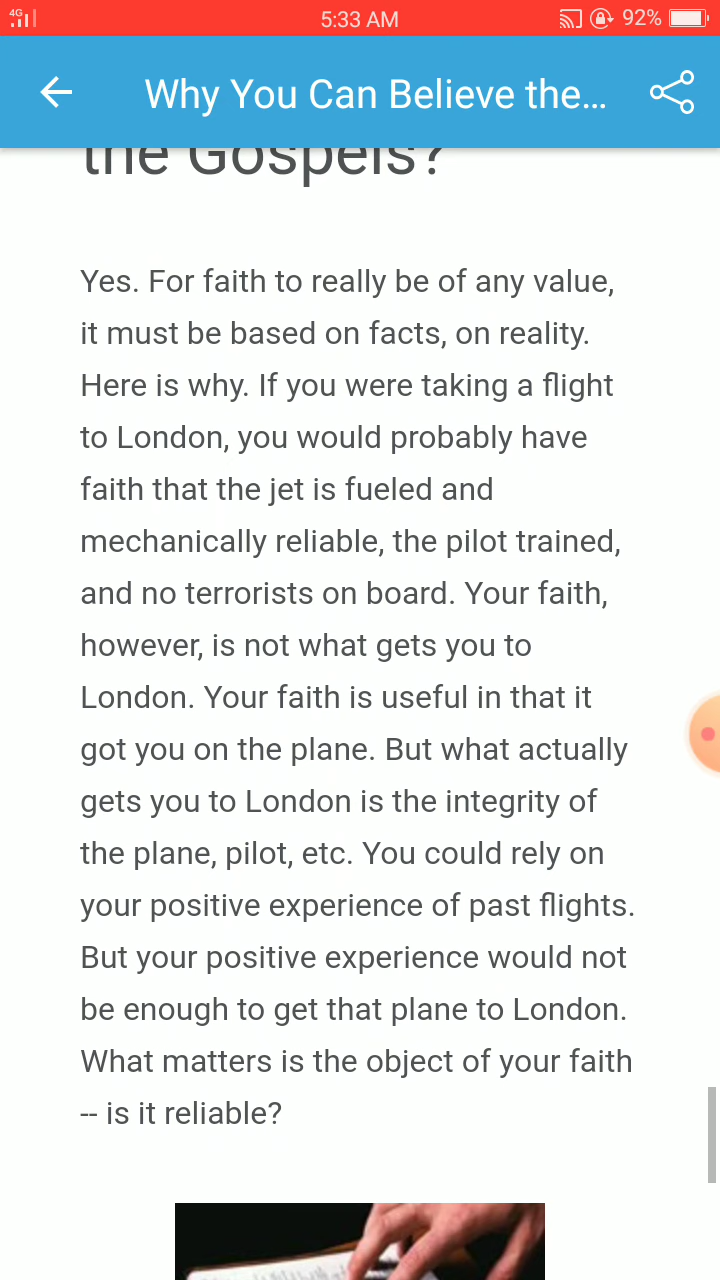 4G
5:33 AM
92%
Why You Can Believe the...
the Gospels?
Yes. For faith to really be of any value,
it must be based on facts, on reality.
Here is why. If you were taking a flight
to London, you would probably have
faith that the jet is fueled and
mechanically reliable, the pilot trained,
and no terrorists on board. Your faith,
however, is not what gets you to
London. Your faith is useful in that it
got you on the plane. But what actually
gets you to London is the integrity of
the plane, pilot, etc. You could rely on
your positive experience of past flights.
But your positive experience would not
be enough to get that plane to London.
What matters is the object of your faith
-- is it reliable?